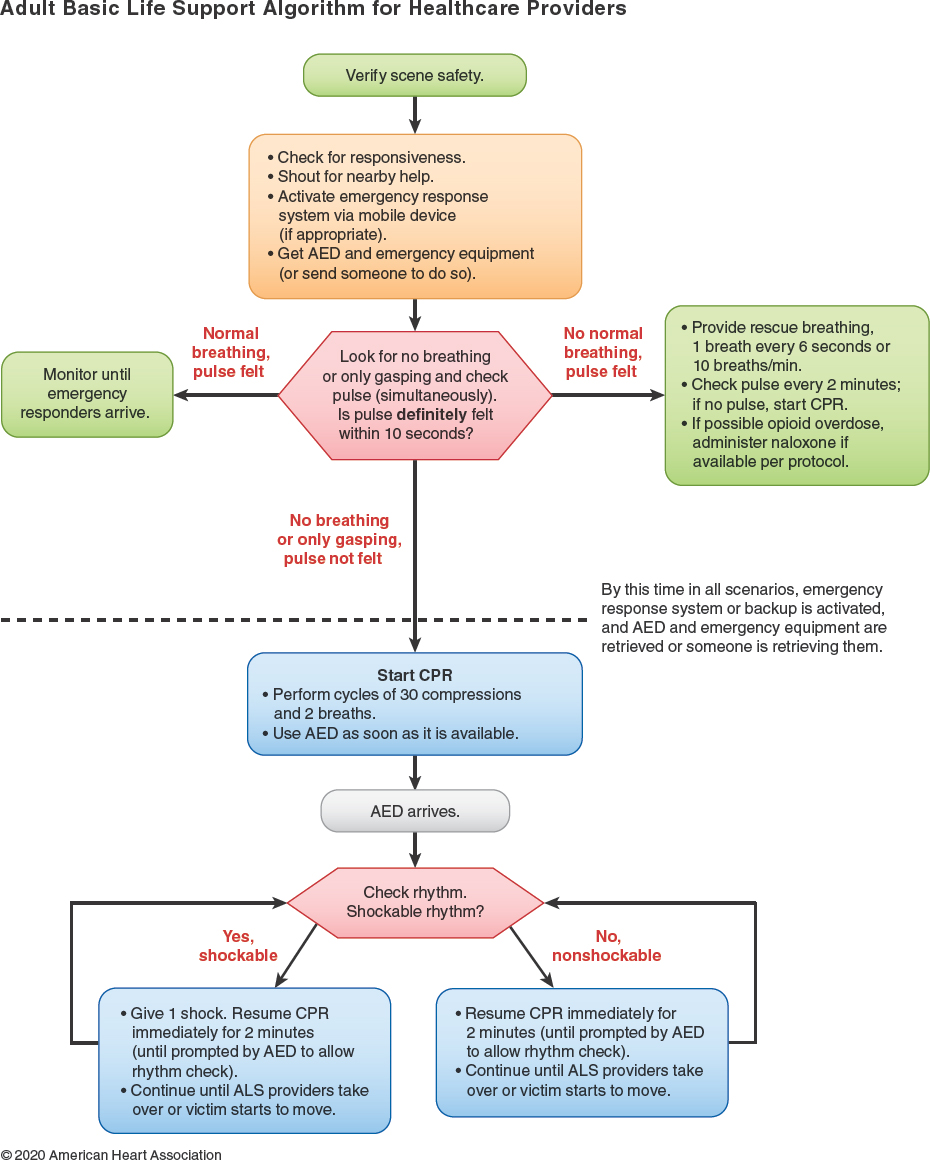 Adult Basic Life Support Algorithm for Healthcare Providers
Verify scene safety.
• Check for responsiveness.
• Shout for nearby help.
• Activate emergency response
system via mobile device
(if appropriate).
• Get AED and emergency equipment
(or send someone to do so).
Normal
breathing,
pulse felt
Monitor until
emergency
responders arrive.
Look for no breathing
or only gasping and check
pulse (simultaneously).
Is pulse definitely felt
within 10 seconds?
No normal
breathing,
pulse felt
• Provide rescue breathing,
1 breath every 6 seconds or
10 breaths/min.
• Check pulse every 2 minutes;
if no pulse, start CPR.
• If possible opioid overdose,
administer naloxone if
available per protocol.
No breathing
or only gasping,
pulse not felt
By this time in all scenarios, emergency
response system or backup is activated,
and AED and emergency equipment are
retrieved or someone is retrieving them.
Start CPR
• Perform cycles of 30 compressions
and 2 breaths.
• Use AED as soon as it is available.
AED arrives.
Check rhythm.
Shockable rhythm?
Yes,
shockable
No,
nonshockable
• Give 1 shock. Resume CPR
immediately for 2 minutes
(until prompted by AED to allow
rhythm check).
• Continue until ALS providers take
over or victim starts to move.
• Resume CPR immediately for
2 minutes (until prompted by AED
to allow rhythm check).
• Continue until ALS providers take
over or victim starts to move.
© 2020 American Heart Association